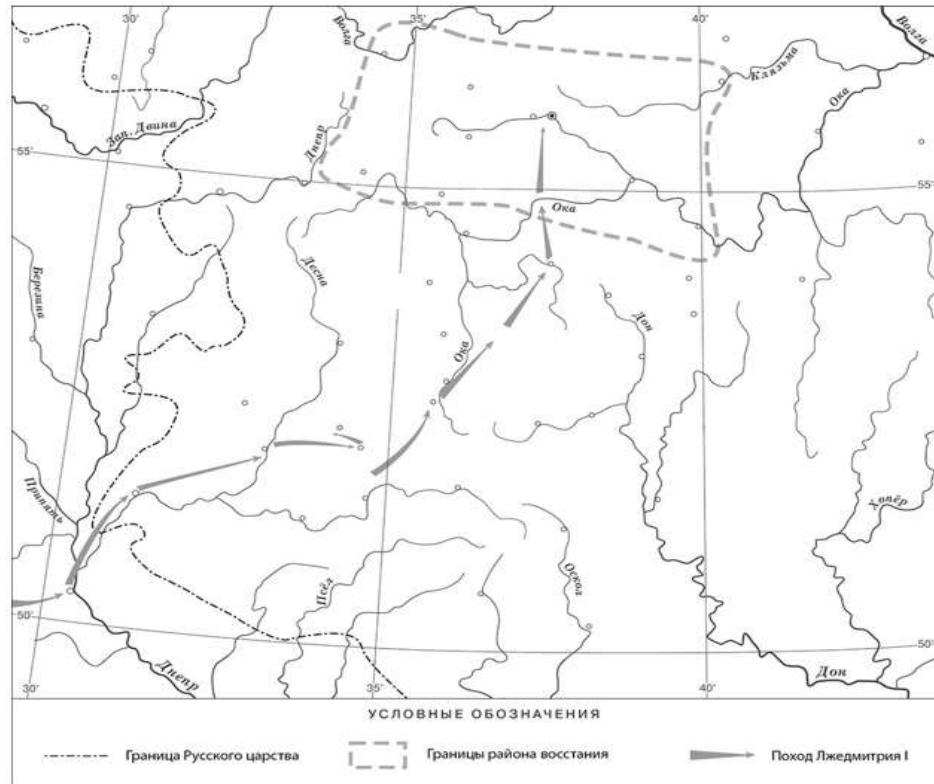 30°
35°
40°
Волга
Волга
Клязьма
Ока
Зап. Двина
Днепр
55°
55°
Ока
Березина
Десна
Дон
Ока
Припять
Хопёр
Псёл
Оскол
50°
50°
Днепр
Дон
30°
35°
40°
УСЛОВНЫЕ ОБОЗНАЧЕНИЯ
Граница Русского царства
Границы района восстания
Поход Лжедмитрия I